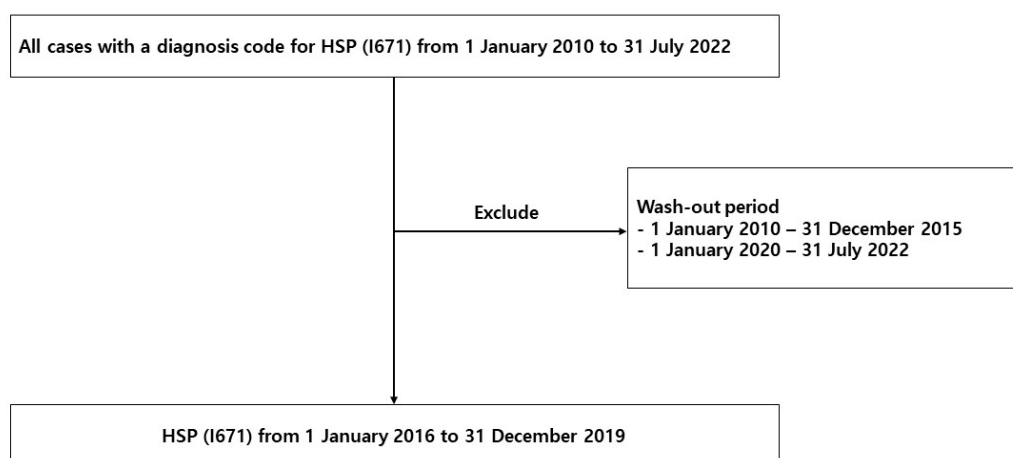 All cases with a diagnosis code for HSP (I671) from 1 January 2010 to 31 July 2022
Exclude
Wash-out period
- 1 January 2010 – 31 December 2015
- 1 January 2020 – 31 July 2022
HSP (I671) from 1 January 2016 to 31 December 2019